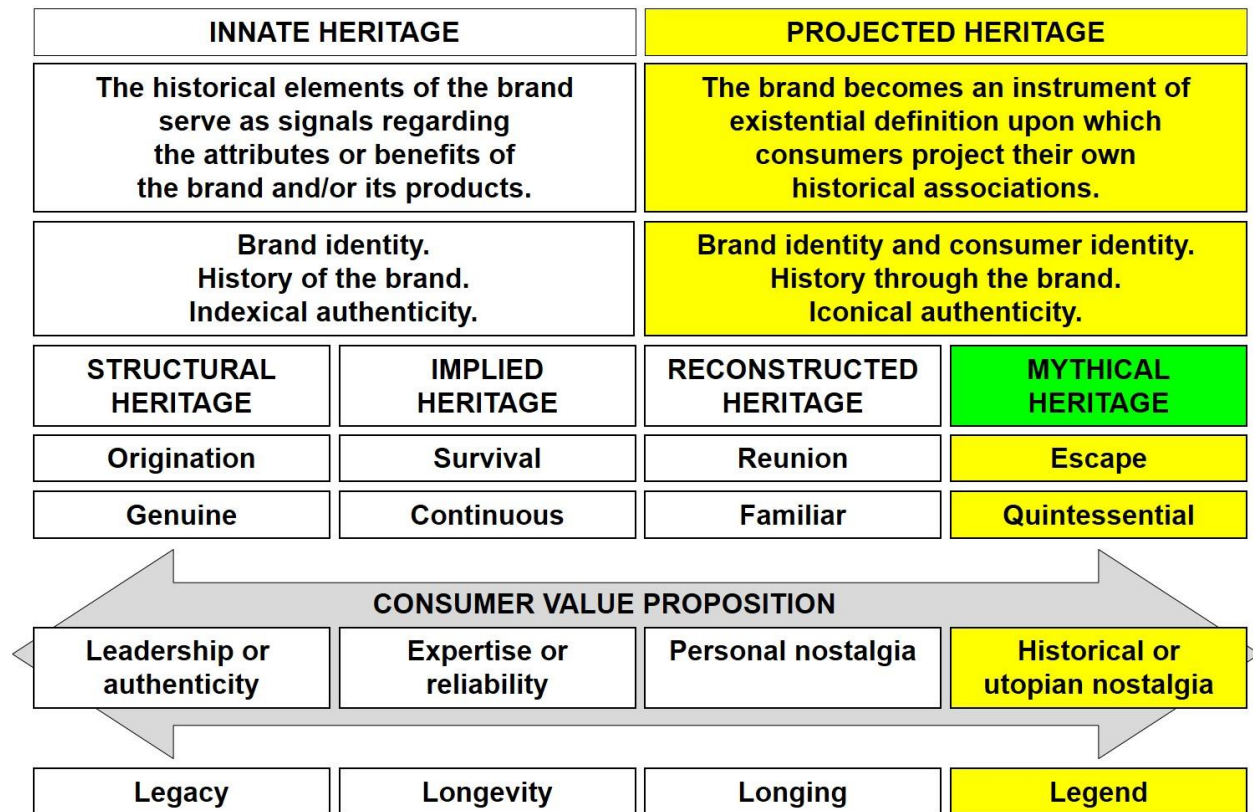 INNATE HERITAGE
PROJECTED HERITAGE
The historical elements of the brand
serve as signals regarding
the attributes or benefits of
the brand and/or its products.
The brand becomes an instrument of
existential definition upon which
consumers project their own
historical associations.
Brand identity.
History of the brand.
Indexical authenticity.
Brand identity and consumer identity.
History through the brand.
Iconical authenticity.
STRUCTURAL
HERITAGE
IMPLIED
HERITAGE
RECONSTRUCTED
HERITAGE
MYTHICAL
HERITAGE
Origination
Survival
Reunion
Escape
Genuine
Continuous
Familiar
Quintessential
CONSUMER VALUE PROPOSITION
Leadership or
authenticity
Expertise or
reliability
Personal nostalgia
Historical or
utopian nostalgia
Legacy
Longevity
Longing
Legend